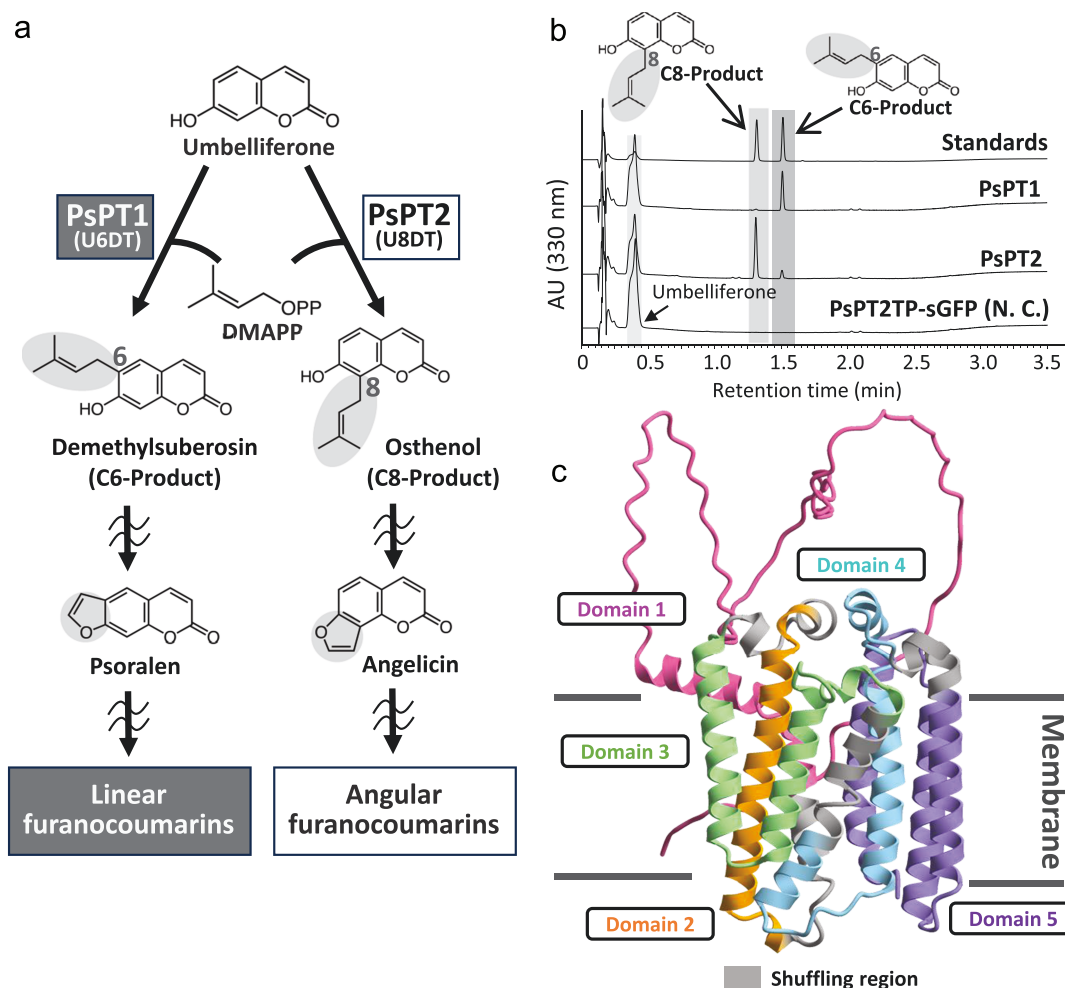 a
HO
O
O
Umbelliferone
PsPT1
(U6DT)
PsPT2
(U8DT)
OPP
DMAPP
6
HO
O
O
Demethylsuberosin
(C6-Product)
HO
O
O
8
Osthenol
(C8-Product)
O
O
O
Psoralen
O
O
O
Angelicin
Linear
furanocoumarins
Angular
furanocoumarins
b
HO
O
O
8
C8-Product
6
HO
O
O
C6-Product
AU (330 nm)
Standards
PsPT1
PsPT2
Umbelliferone
PsPT2TP-sGFP (N. C.)
0 0.5 1.0 1.5 2.0 2.5 3.0 3.5
Retention time (min)
c
Domain 4
Domain 1
Domain 3
Membrane
Domain 2
Domain 5
Shuffling region